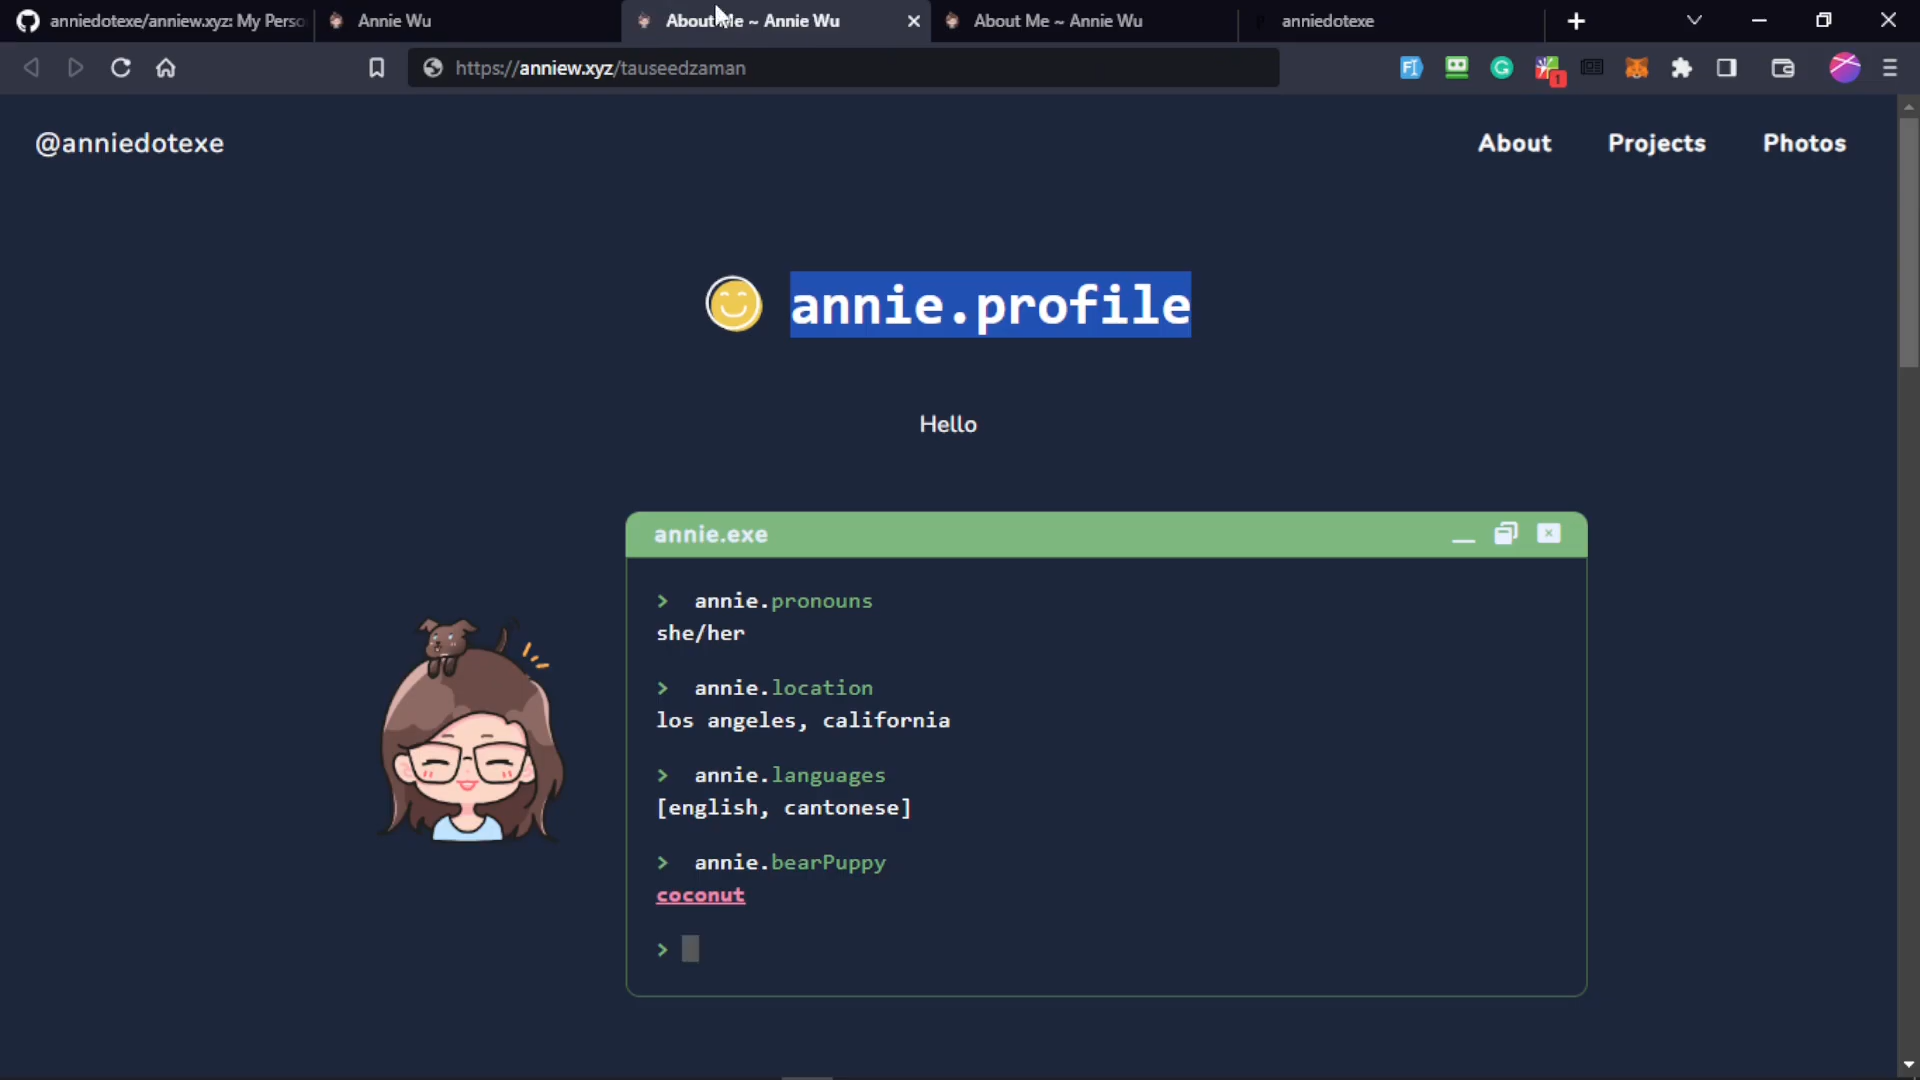 anniedotexe/anniew.xyz: My Perso
Annie Wu
About Me ~ Annie Wu
About Me ~ Annie Wu
anniedotexe
https://anniew.xyz/tauseedzaman
1
@anniedotexe
About
Projects
Photos
annie.profile
Hello
annie.exe
> annie.pronouns
she/her
> annie.location
los angeles, california
> annie.languages
[english, cantonese]
> annie.bearPuppy
coconut
>